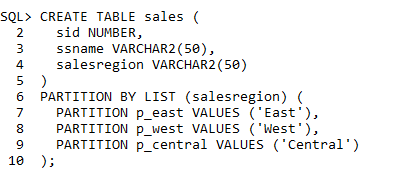 SQL> CREATE TABLE sales (
  2    sid NUMBER,
  3    ssname VARCHAR2(50),
  4    salesregion VARCHAR2(50)
  5  )
  6  PARTITION BY LIST (salesregion) (
  7    PARTITION p_east VALUES ('East'),
  8    PARTITION p_west VALUES ('West'),
  9    PARTITION p_central VALUES ('Central')
 10  );